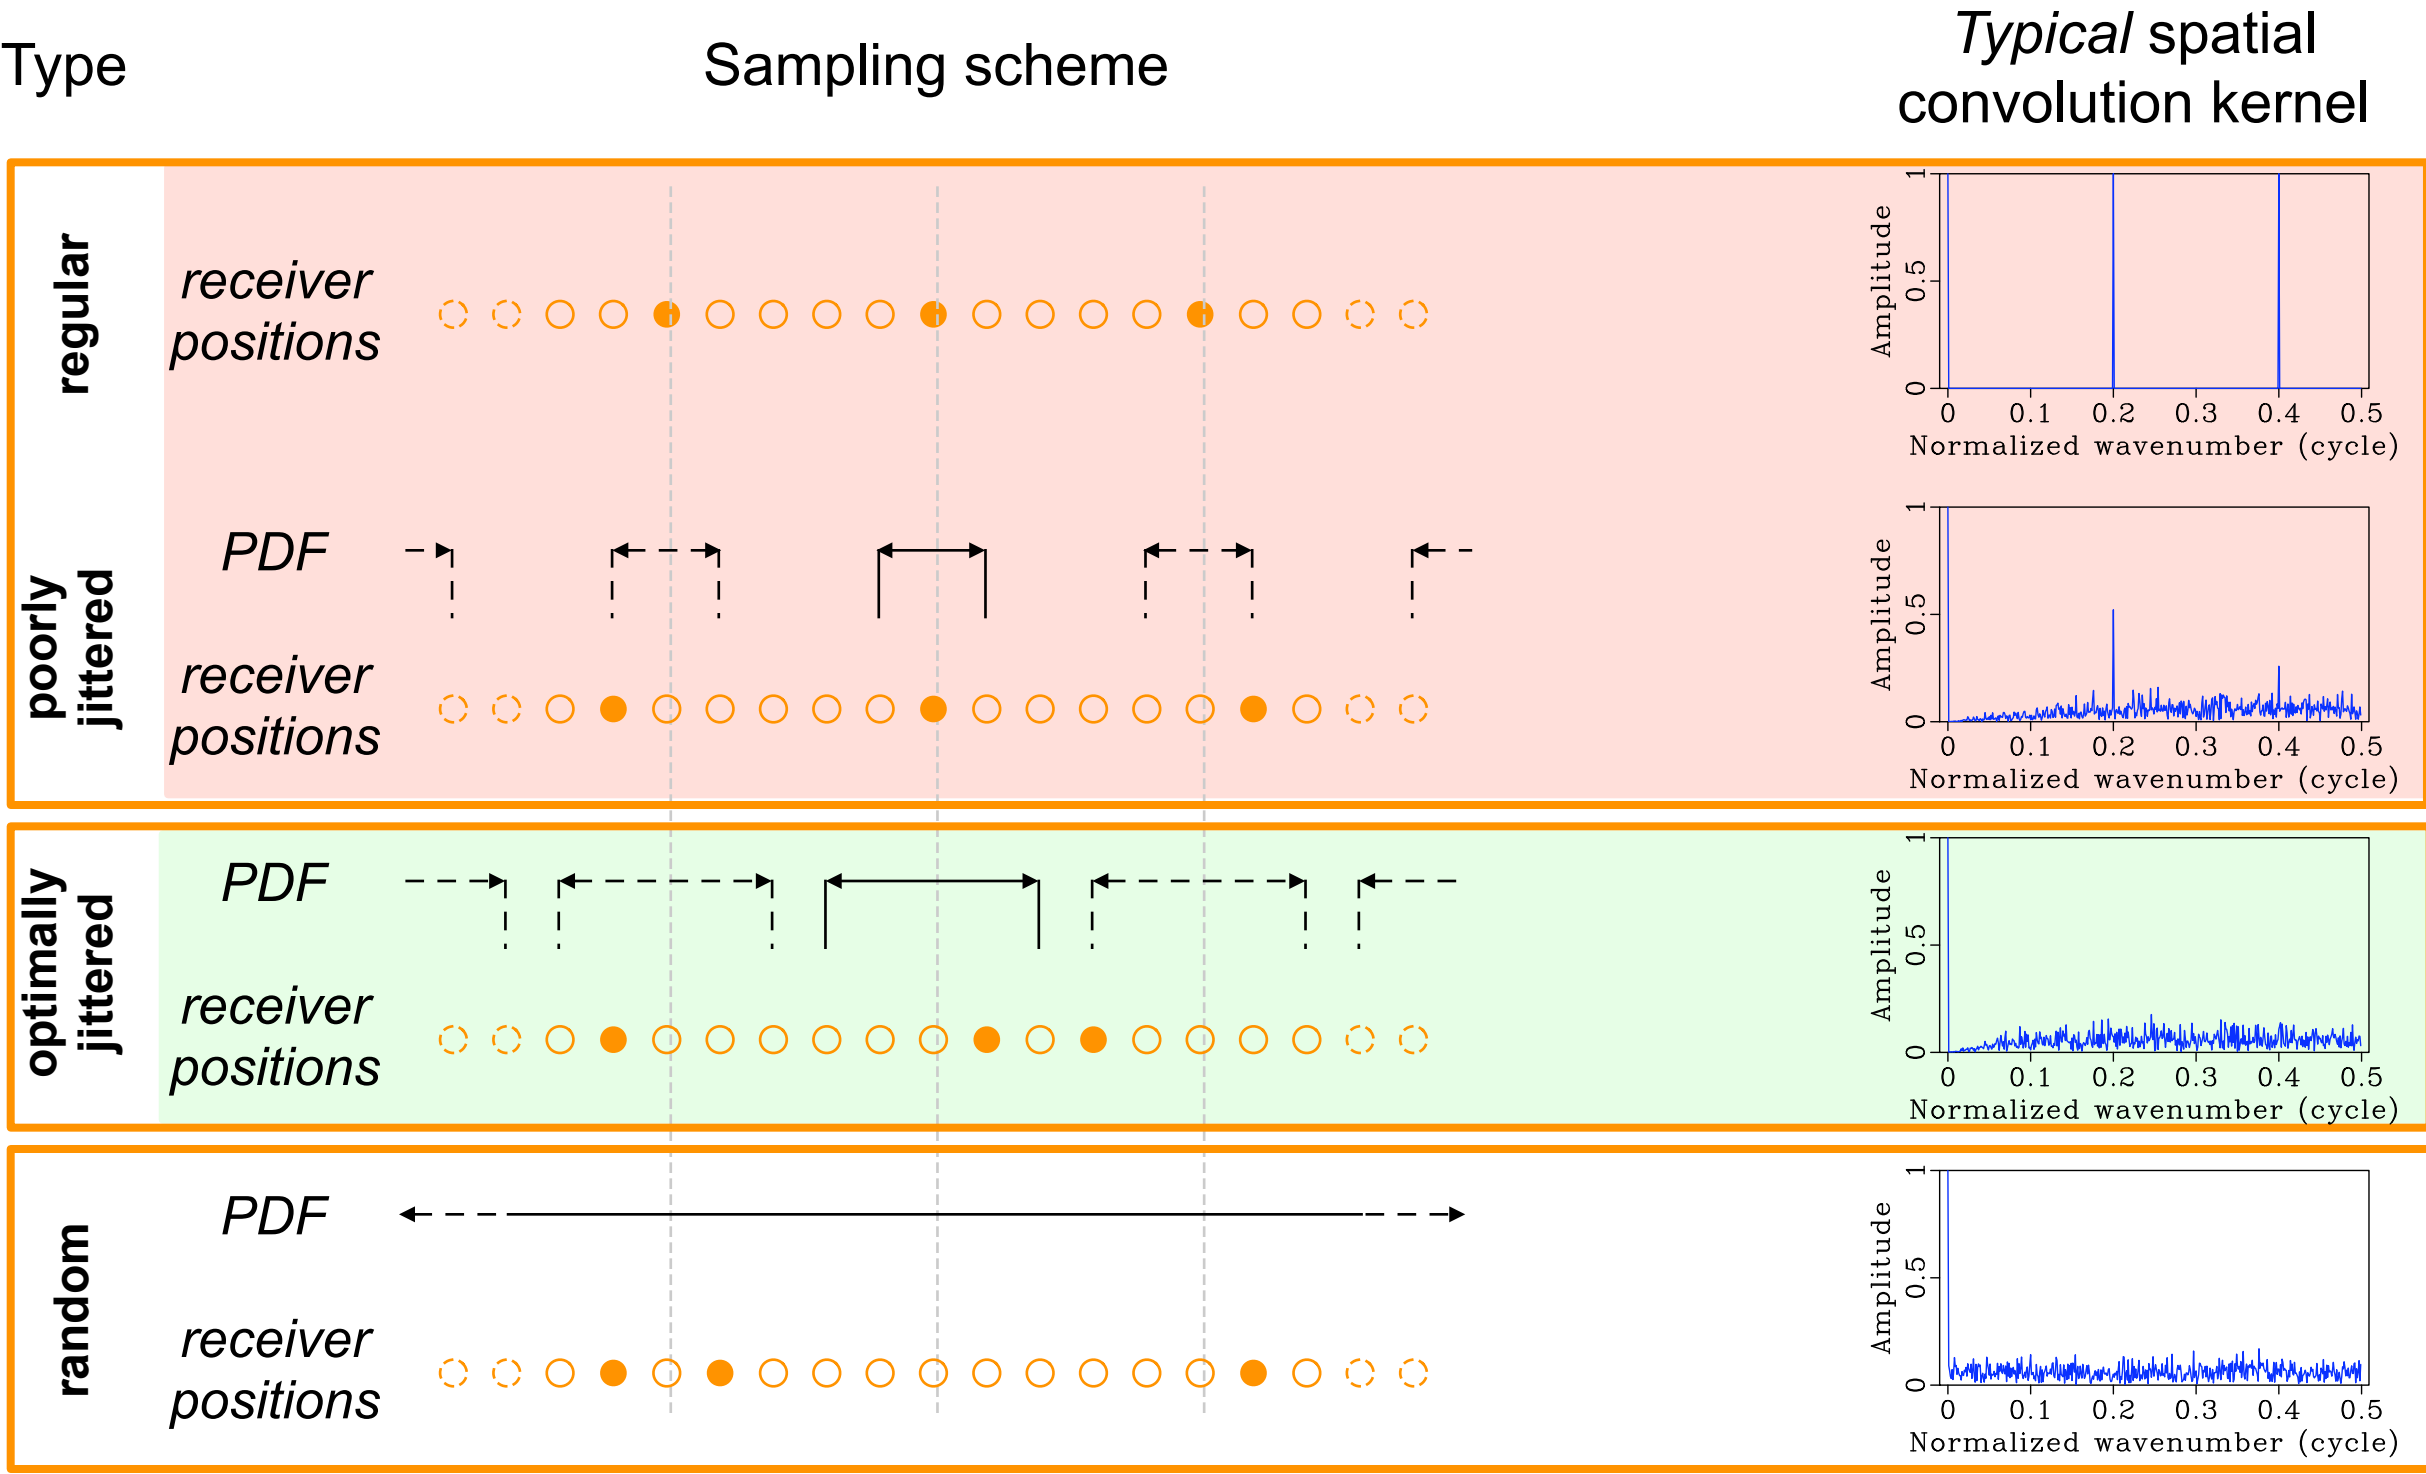 Type
Sampling scheme
Typical spatial
convolution kernel
regular
receiver
positions
1
0.5
0
Amplitude
0 0.1 0.2 0.3 0.4 0.5
Normalized wavenumber (cycle)
poorly
jittered
PDF
receiver
positions
1
0.5
0
Amplitude
0 0.1 0.2 0.3 0.4 0.5
Normalized wavenumber (cycle)
optimally
jittered
PDF
receiver
positions
1
0.5
0
Amplitude
0 0.1 0.2 0.3 0.4 0.5
Normalized wavenumber (cycle)
random
PDF
receiver
positions
1
0.5
0
Amplitude
0 0.1 0.2 0.3 0.4 0.5
Normalized wavenumber (cycle)